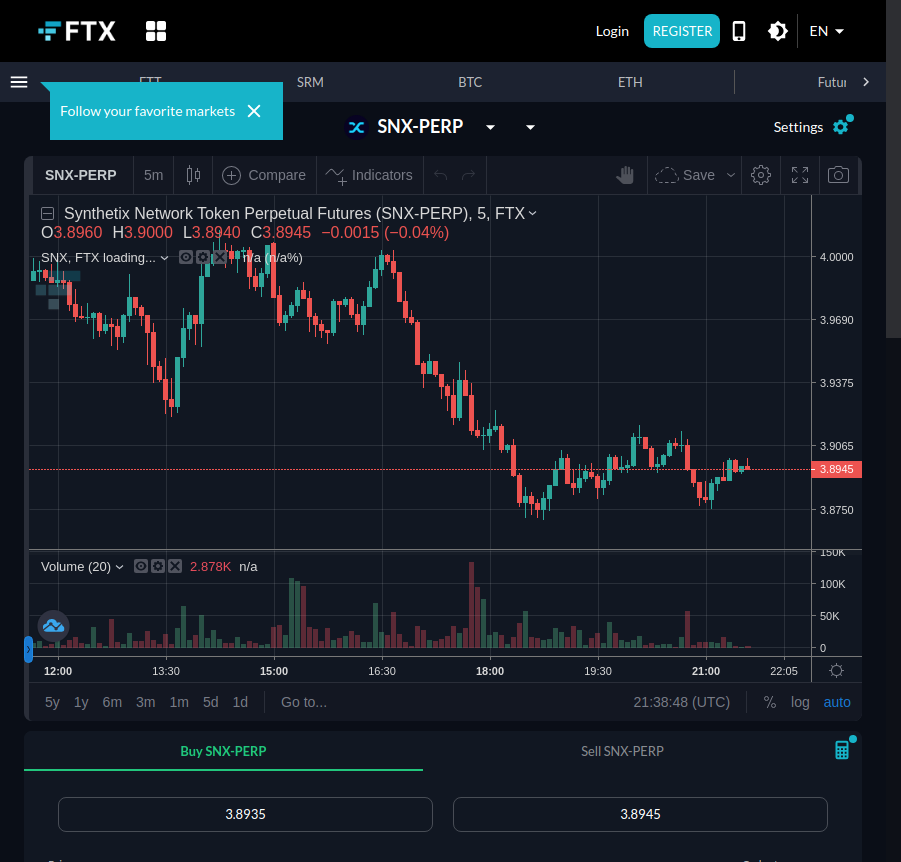 FTX
Login
REGISTER
EN
FTT
SRM
BTC
ETH
Futur
Follow your favorite markets
SNX-PERP
Settings
SNX-PERP
5m
Compare
Indicators
Save
Synthetix Network Token Perpetual Futures (SNX-PERP), 5, FTX
O3.8960 H3.9000 L3.8940 C3.8945 −0.0015 (−0.04%)
SNX, FTX loading... n/a (n/a%)
4.0000
3.9690
3.9375
3.9065
3.8945
3.8750
Volume (20) 2.878K n/a
150K
100K
50K
0
12:00 13:30 15:00 16:30 18:00 19:30 21:00 22:05
5y 1y 6m 3m 1m 5d 1d Go to... 21:38:48 (UTC) % log auto
Buy SNX-PERP
Sell SNX-PERP
3.8935
3.8945